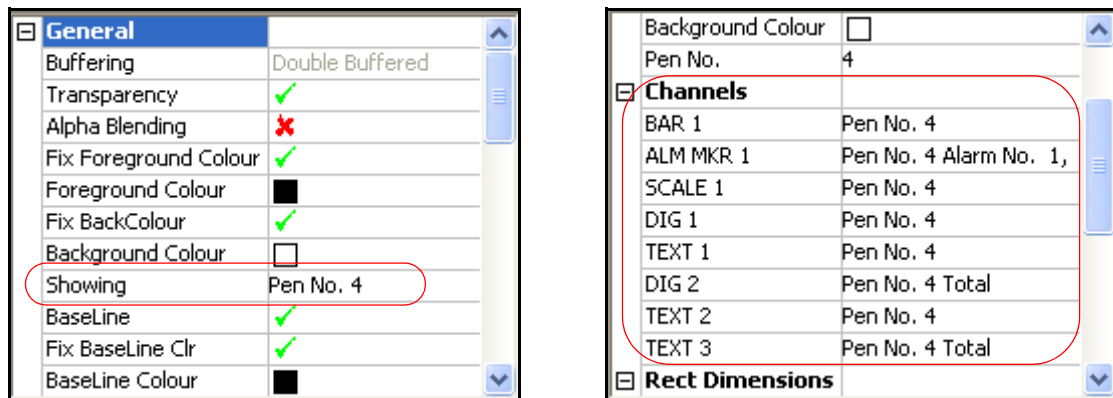 General
Buffering Double Buffered
Transparency
Alpha Blending
Fix Foreground Colour
Foreground Colour
Fix BackColour
Background Colour
Showing Pen No. 4
BaseLine
Fix BaseLine Clr
BaseLine Colour
Background Colour
Pen No. 4
Channels
BAR 1 Pen No. 4
ALM MKR 1 Pen No. 4 Alarm No. 1,
SCALE 1 Pen No. 4
DIG 1 Pen No. 4
TEXT 1 Pen No. 4
DIG 2 Pen No. 4 Total
TEXT 2 Pen No. 4
TEXT 3 Pen No. 4 Total
Rect Dimensions